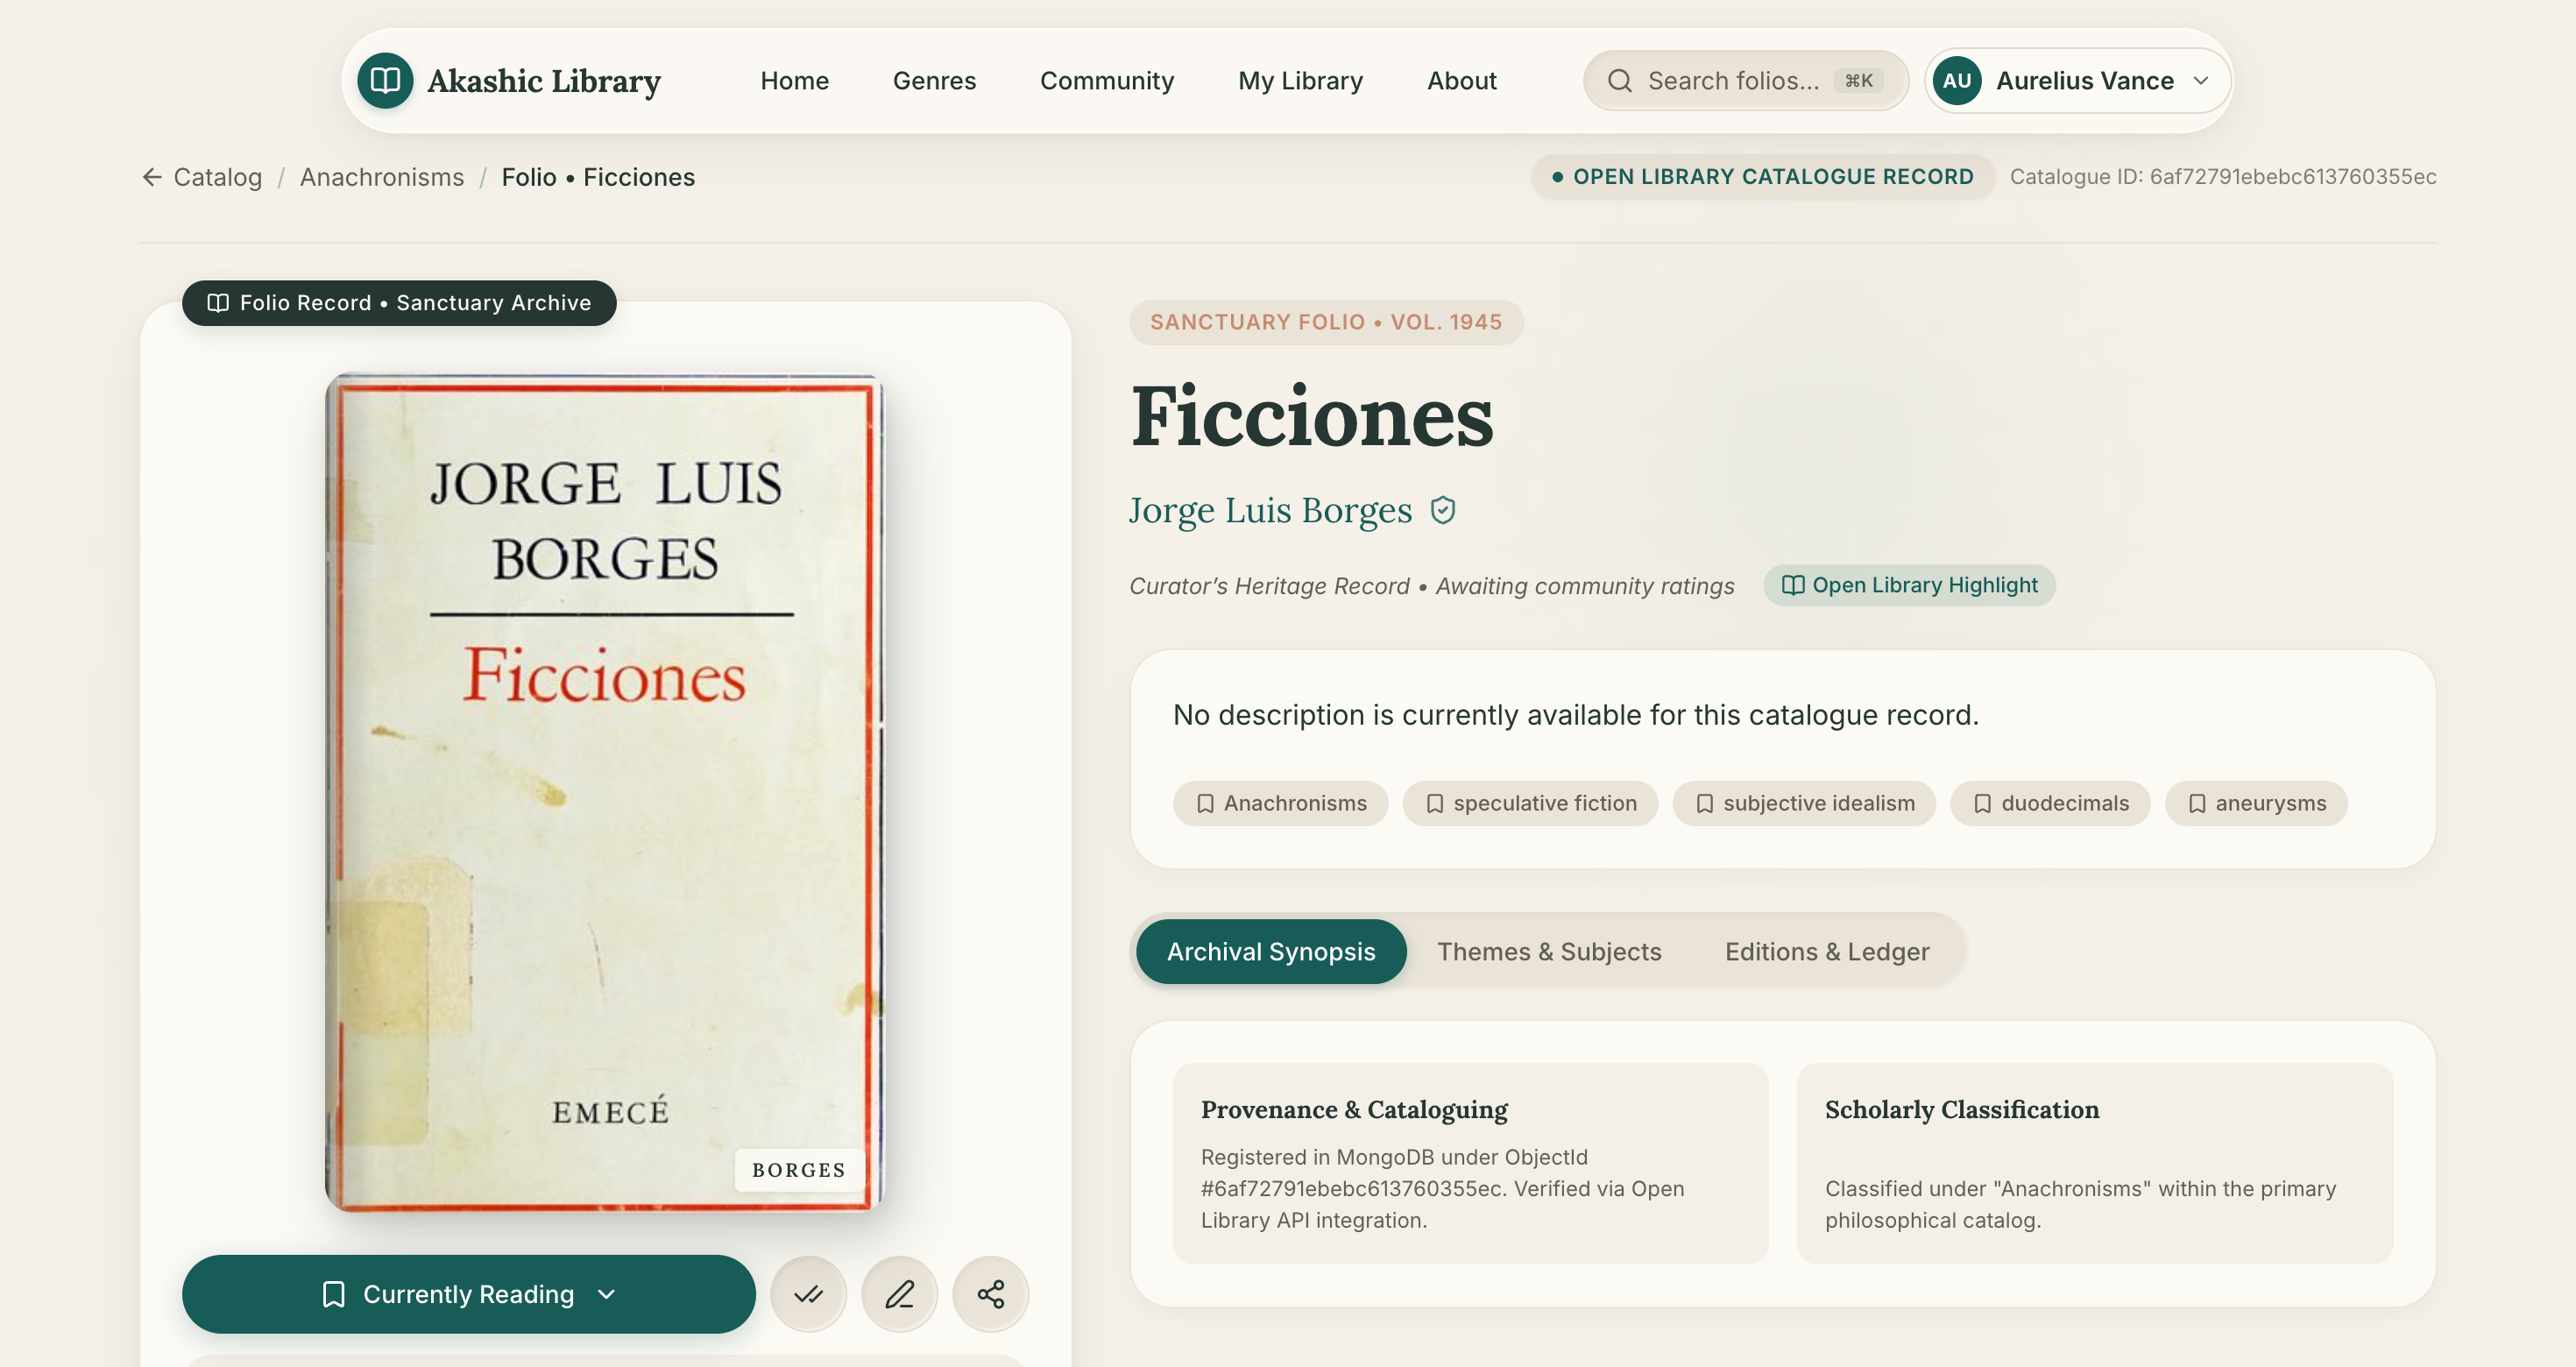 Akashic Library
Home
Genres
Community
My Library
About
Search folios...
⌘K
AU
Aurelius Vance
Catalog / Anachronisms / Folio • Ficciones
OPEN LIBRARY CATALOGUE RECORD
Catalogue ID: 6af72791ebebc613760355ec
Folio Record • Sanctuary Archive
JORGE LUIS
BORGES
Ficciones
EMECÉ
BORGES
Currently Reading
SANCTUARY FOLIO • VOL. 1945
Ficciones
Jorge Luis Borges
Curator’s Heritage Record • Awaiting community ratings
Open Library Highlight
No description is currently available for this catalogue record.
Anachronisms
speculative fiction
subjective idealism
duodecimals
aneurysms
Archival Synopsis
Themes & Subjects
Editions & Ledger
Provenance & Cataloguing
Registered in MongoDB under ObjectId
#6af72791ebebc613760355ec. Verified via Open
Library API integration.
Scholarly Classification
Classified under "Anachronisms" within the primary
philosophical catalog.